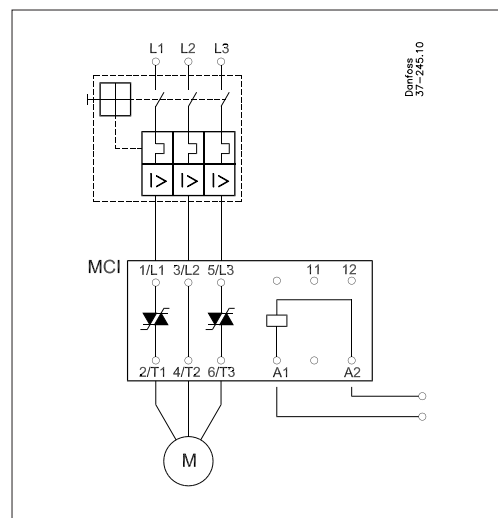 L1 L2 L3
Danfoss
37-245.10
I> I> I>
MCI
1/L1 3/L2 5/L3 11 12
2/T1 4/T2 6/T3 A1 A2
M